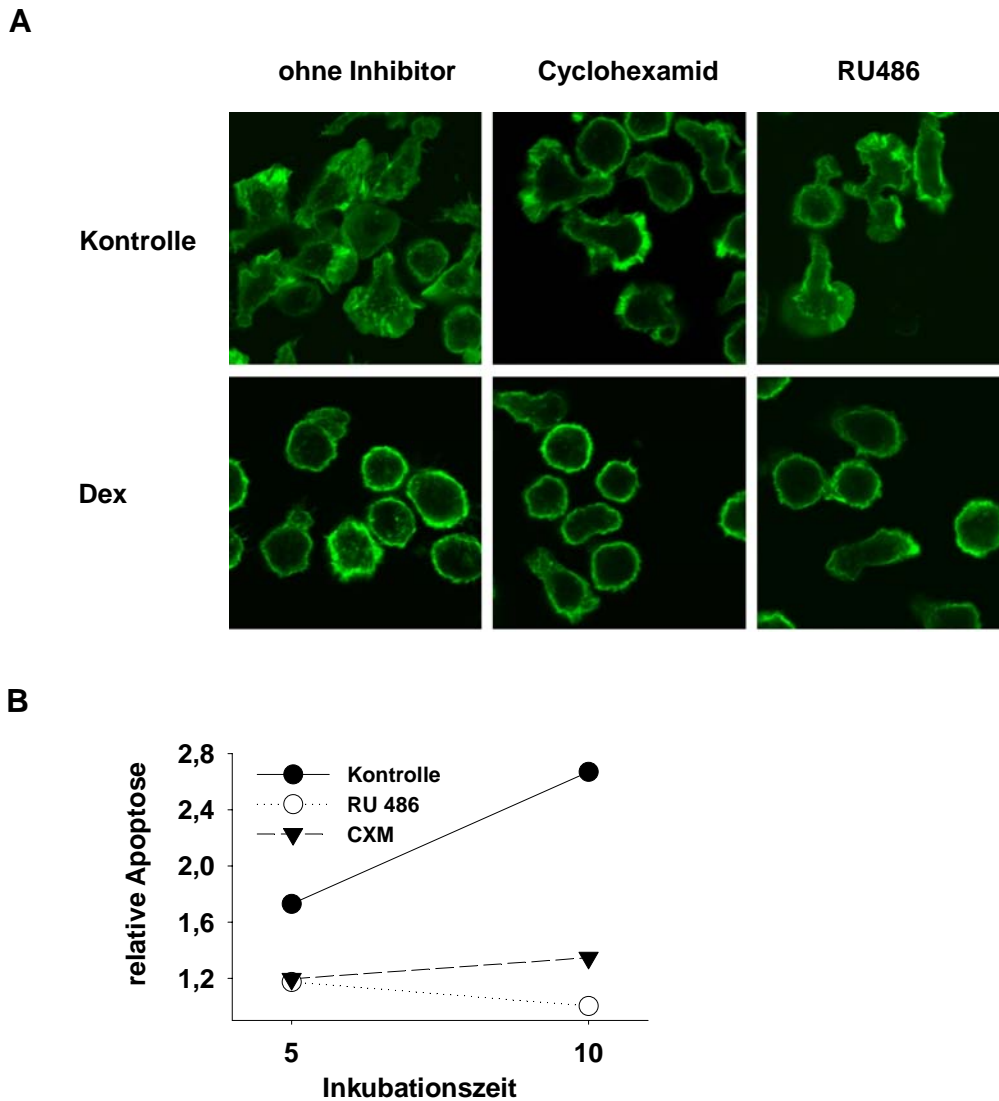 A
ohne Inhibitor Cyclohexamid RU486
Kontrolle
Dex
B
relative Apoptose
2,8
2,4
2,0
1,6
1,2
Kontrolle
RU 486
CXM
5 10
Inkubationszeit